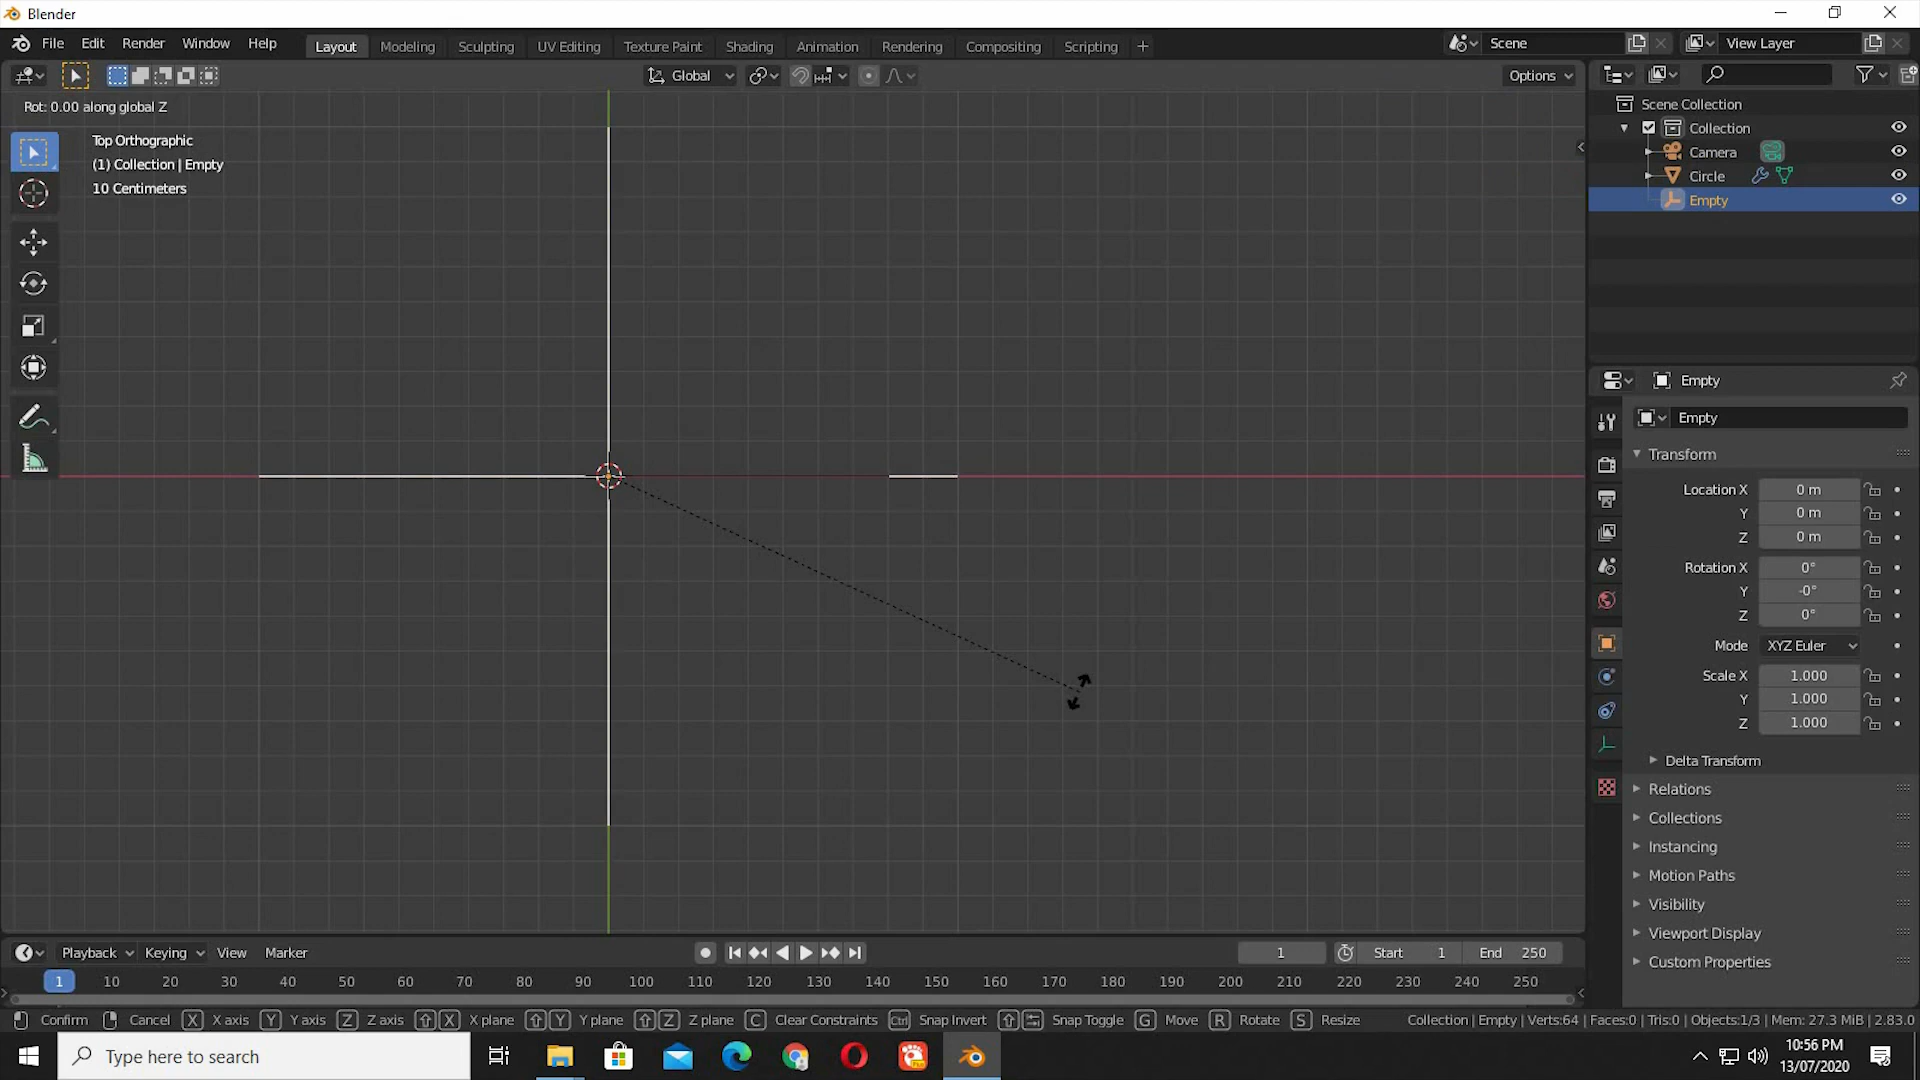 Blender
File Edit Render Window Help Layout Modeling Sculpting UV Editing Texture Paint Shading Animation Rendering Compositing Scripting + Scene View Layer
Global Options
Rot: 0.00 along global Z
Top Orthographic
(1) Collection | Empty
10 Centimeters
Scene Collection
Collection
Camera
Circle
Empty
Empty
Empty
Transform
Location X 0 m
Y 0 m
Z 0 m
Rotation X 0°
Y -0°
Z 0°
Mode XYZ Euler
Scale X 1.000
Y 1.000
Z 1.000
Delta Transform
Relations
Collections
Instancing
Motion Paths
Visibility
Viewport Display
Custom Properties
Playback Keying View Marker 1 Start 1 End 250
1 10 20 30 40 50 60 70 80 90 100 110 120 130 140 150 160 170 180 190 200 210 220 230 240 250
Confirm Cancel X X axis Y Y axis Z Z axis X X plane Y Y plane Z Z plane C Clear Constraints Ctrl Snap Invert Snap Toggle G Move R Rotate S Resize Collection | Empty | Verts:64 | Faces:0 | Tris:0 | Objects:1/3 | Mem: 27.3 MiB | 2.83.0
Type here to search
10:56 PM
13/07/2020